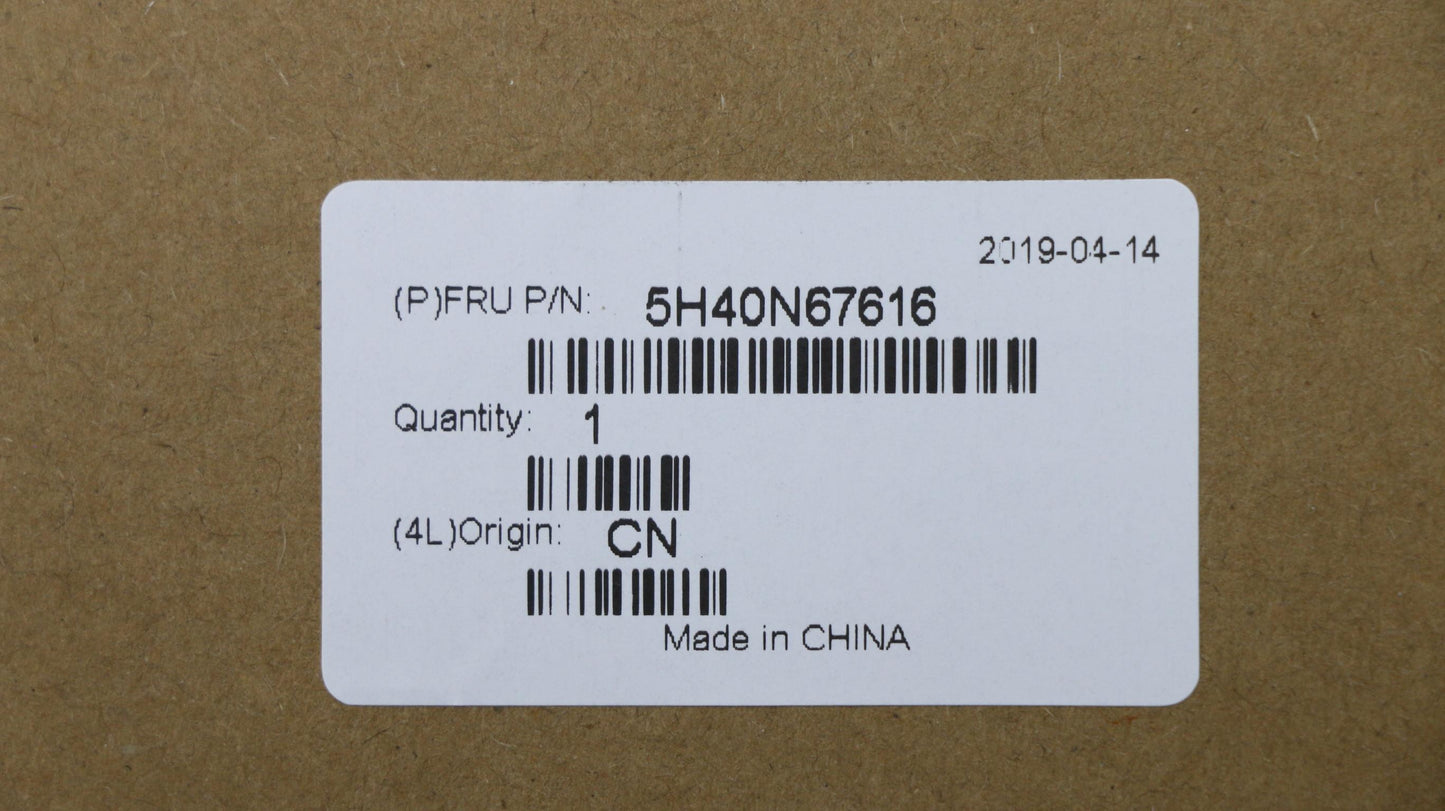 2019-04-14
(P)FRU P/N: 5H40N67616
Quantity: 1
(4L)Origin: CN
Made in CHINA